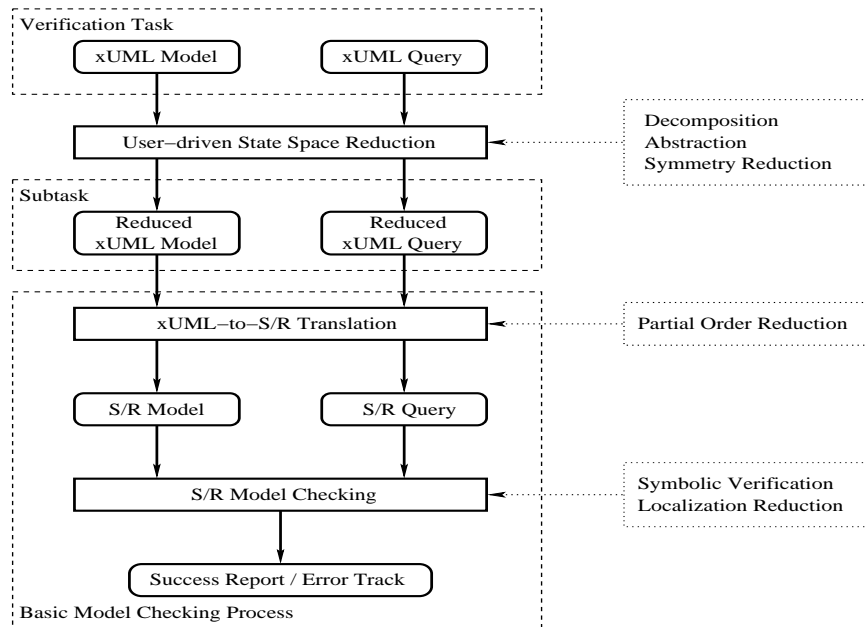 Verification Task
xUML Model
xUML Query
User−driven State Space Reduction
Decomposition
Abstraction
Symmetry Reduction
Subtask
Reduced
xUML Model
Reduced
xUML Query
xUML−to−S/R Translation
Partial Order Reduction
S/R Model
S/R Query
S/R Model Checking
Symbolic Verification
Localization Reduction
Success Report / Error Track
Basic Model Checking Process